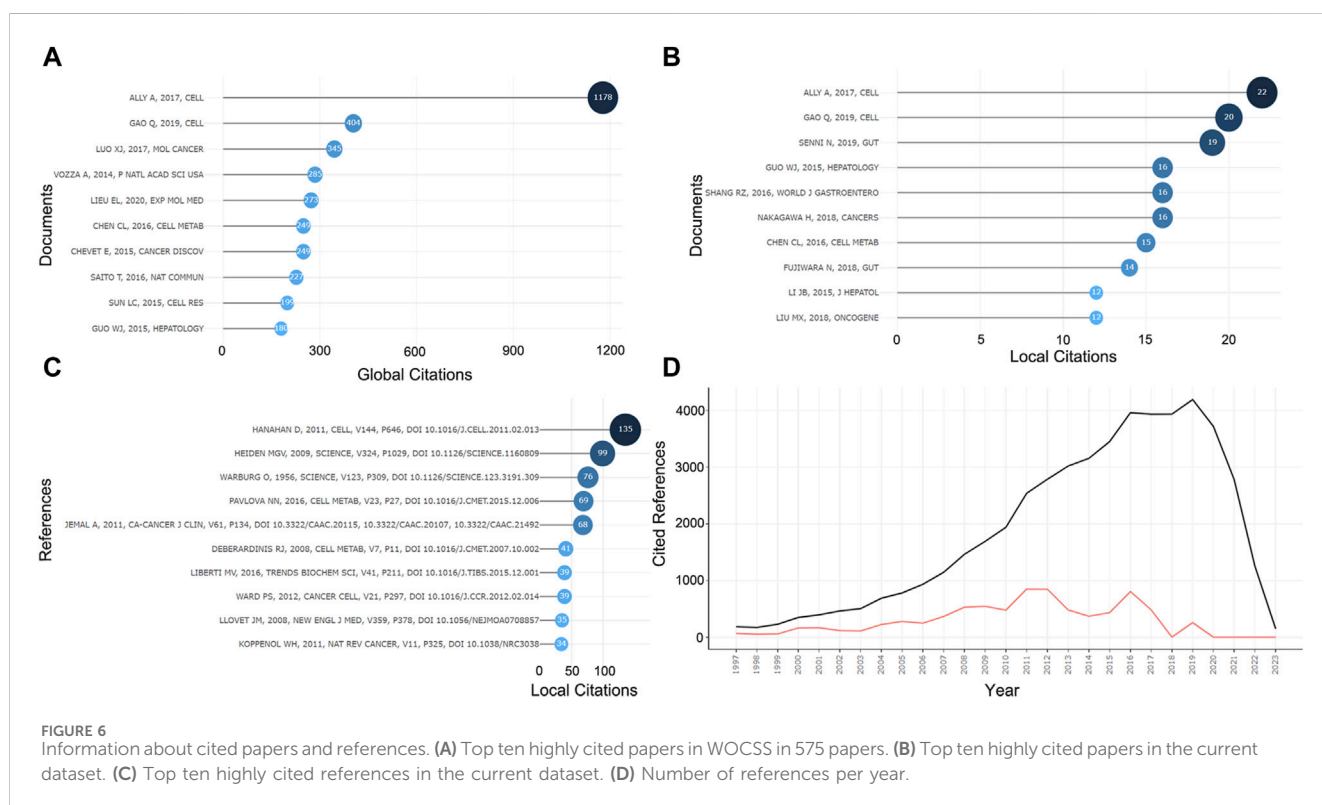 A
ALLY A, 2017, CELL
1178
GAO Q, 2019, CELL
404
LUO XJ, 2017, MOL CANCER
345
VOZZA A, 2014, P NATL ACAD SCI USA
285
LIEU EL, 2020, EXP MOL MED
273
CHEN CL, 2016, CELL METAB
249
CHEVET E, 2015, CANCER DISCOV
249
SAITO T, 2016, NAT COMMUN
227
SUN LC, 2015, CELL RES
199
GUO WJ, 2015, HEPATOLOGY
180
Documents
0 300 600 900 1200
Global Citations
B
ALLY A, 2017, CELL
22
GAO Q, 2019, CELL
20
SENNI N, 2019, GUT
19
GUO WJ, 2015, HEPATOLOGY
16
SHANG RZ, 2016, WORLD J GASTROENTERO
16
NAKAGAWA H, 2018, CANCERS
16
CHEN CL, 2016, CELL METAB
15
FUJIWARA N, 2018, GUT
14
LI JB, 2015, J HEPATOL
12
LIU MX, 2018, ONCOGENE
12
Documents
0 5 10 15 20
Local Citations
C
HANAHAN D, 2011, CELL, V144, P646, DOI 10.1016/J.CELL.2011.02.013
135
HEIDEN MGV, 2009, SCIENCE, V324, P1029, DOI 10.1126/SCIENCE.1160809
99
WARBURG O, 1956, SCIENCE, V123, P309, DOI 10.1126/SCIENCE.123.3191.309
76
PAVLOVA NN, 2016, CELL METAB, V23, P27, DOI 10.1016/J.CMET.2015.12.006
69
JEMAL A, 2011, CA-CANCER J CLIN, V61, P134, DOI 10.3322/CAAC.20115, 10.3322/CAAC.20107, 10.3322/CAAC.21492
68
DEBERARDINIS RJ, 2008, CELL METAB, V7, P11, DOI 10.1016/J.CMET.2007.10.002
41
LIBERTI MV, 2016, TRENDS BIOCHEM SCI, V41, P211, DOI 10.1016/J.TIBS.2015.12.001
39
WARD PS, 2012, CANCER CELL, V21, P297, DOI 10.1016/J.CCR.2012.02.014
39
LLOVET JM, 2008, NEW ENGL J MED, V359, P378, DOI 10.1056/NEJMOA0708857
35
KOPPENOL WH, 2011, NAT REV CANCER, V11, P325, DOI 10.1038/NRC3038
34
References
0 50 100
Local Citations
D
4000
3000
2000
1000
0
Cited References
1997 1998 1999 2000 2001 2002 2003 2004 2005 2006 2007 2008 2009 2010 2011 2012 2013 2014 2015 2016 2017 2018 2019 2020 2021 2022 2023
Year
FIGURE 6
Information about cited papers and references. (A) Top ten highly cited papers in WOCSS in 575 papers. (B) Top ten highly cited papers in the current
dataset. (C) Top ten highly cited references in the current dataset. (D) Number of references per year.